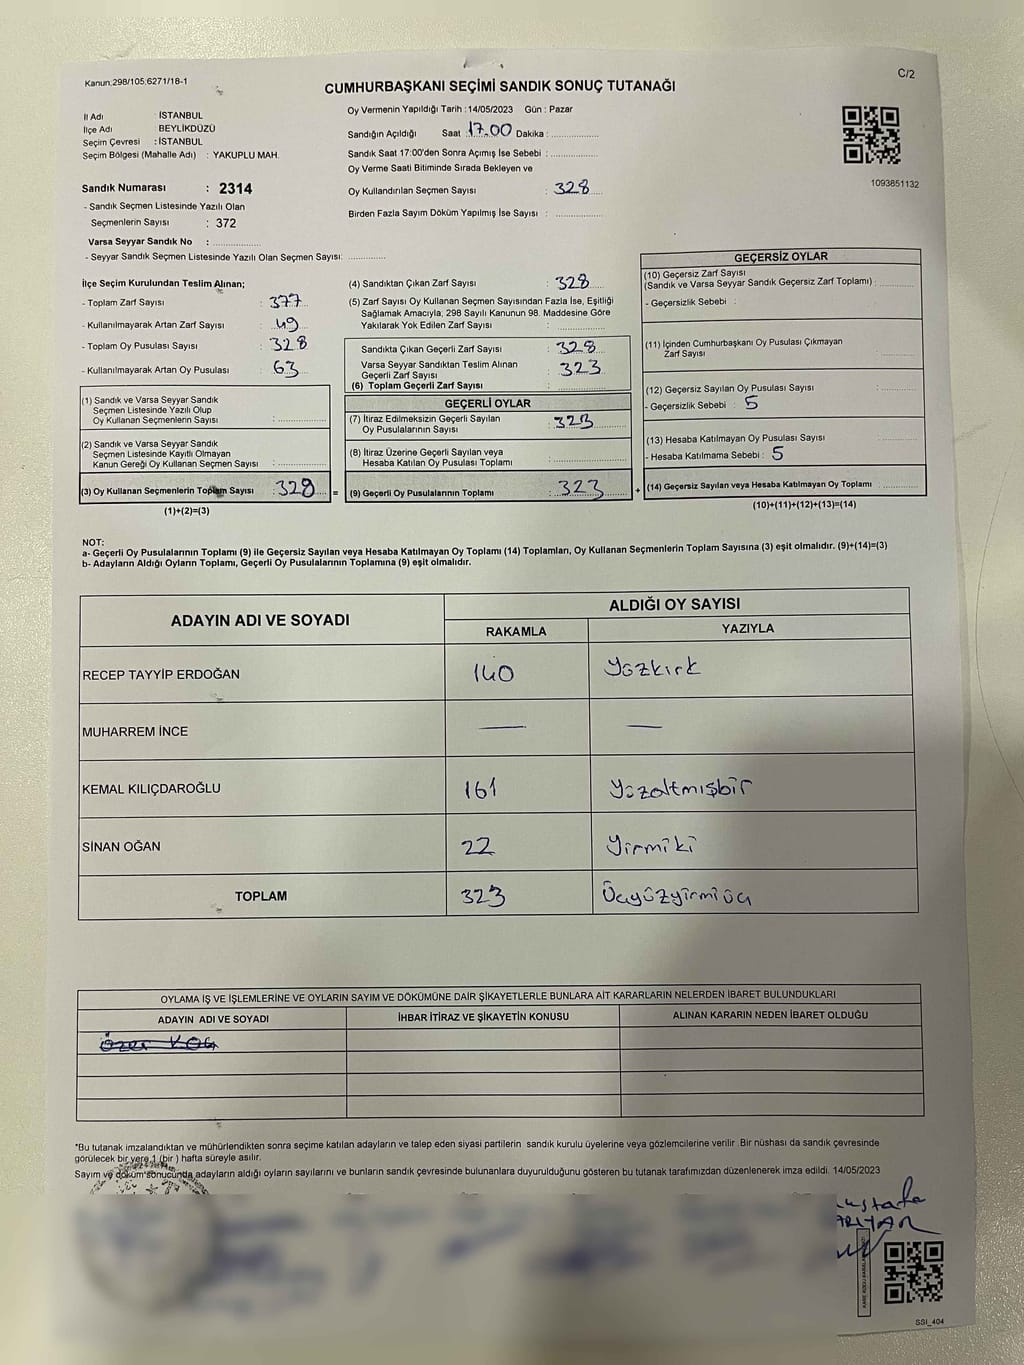 Kanun;298/105;6271/18-1
C/2
CUMHURBAŞKANI SEÇİMİ SANDIK SONUÇ TUTANAĞI
İl Adı : İSTANBUL
İlçe Adı : BEYLİKDÜZÜ
Seçim Çevresi : İSTANBUL
Seçim Bölgesi (Mahalle Adı) : YAKUPLU MAH.
Sandık Numarası : 2314
- Sandık Seçmen Listesinde Yazılı Olan
Seçmenlerin Sayısı : 372
Varsa Seyyar Sandık No : ....................
- Seyyar Sandık Seçmen Listesinde Yazılı Olan Seçmen Sayısı: ............
Oy Vermenin Yapıldığı Tarih : 14/05/2023 Gün : Pazar
Sandığın Açıldığı Saat : 17.00 Dakika : ....................
Sandık Saat 17:00'den Sonra Açımış İse Sebebi : ....................
Oy Verme Saati Bitiminde Sırada Bekleyen ve
Oy Kullandırılan Seçmen Sayısı : 328
Birden Fazla Sayım Döküm Yapılmış İse Sayısı : ....................
1093851132
İlçe Seçim Kurulundan Teslim Alınan;
- Toplam Zarf Sayısı : 377
- Kullanılmayarak Artan Zarf Sayısı : 49
- Toplam Oy Pusulası Sayısı : 328
- Kullanılmayarak Artan Oy Pusulası : 63
(1) Sandık ve Varsa Seyyar Sandık
Seçmen Listesinde Yazılı Olup
Oy Kullanan Seçmenlerin Sayısı : ....................
(2) Sandık ve Varsa Seyyar Sandık
Seçmen Listesinde Kayıtlı Olmayan
Kanun Gereği Oy Kullanan Seçmen Sayısı : ....................
(3) Oy Kullanan Seçmenlerin Toplam Sayısı : 328 =
(1)+(2)=(3)
(4) Sandıktan Çıkan Zarf Sayısı : 328
(5) Zarf Sayısı Oy Kullanan Seçmen Sayısından Fazla İse, Eşitliği
Sağlamak Amacıyla; 298 Sayılı Kanunun 98. Maddesine Göre
Yakılarak Yok Edilen Zarf Sayısı : ....................
Sandıkta Çıkan Geçerli Zarf Sayısı : 328
Varsa Seyyar Sandıktan Teslim Alınan
Geçerli Zarf Sayısı : 323
(6) Toplam Geçerli Zarf Sayısı : ....................
GEÇERLİ OYLAR
(7) İtiraz Edilmeksizin Geçerli Sayılan
Oy Pusulalarının Sayısı : 323
(8) İtiraz Üzerine Geçerli Sayılan veya
Hesaba Katılan Oy Pusulası Toplamı : ....................
(9) Geçerli Oy Pusulalarının Toplamı : 323 +
GEÇERSİZ OYLAR
(10) Geçersiz Zarf Sayısı
(Sandık ve Varsa Seyyar Sandık Geçersiz Zarf Toplamı) : ............
- Geçersizlik Sebebi :
(11) İçinden Cumhurbaşkanı Oy Pusulası Çıkmayan
Zarf Sayısı ............
(12) Geçersiz Sayılan Oy Pusulası Sayısı : ............
- Geçersizlik Sebebi : 5
(13) Hesaba Katılmayan Oy Pusulası Sayısı ............
- Hesaba Katılmama Sebebi : 5
(14) Geçersiz Sayılan veya Hesaba Katılmayan Oy Toplamı ............
(10)+(11)+(12)+(13)=(14)
NOT:
a- Geçerli Oy Pusulalarının Toplamı (9) ile Geçersiz Sayılan veya Hesaba Katılmayan Oy Toplamı (14) Toplamları, Oy Kullanan Seçmenlerin Toplam Sayısına (3) eşit olmalıdır. (9)+(14)=(3)
b- Adayların Aldığı Oyların Toplamı, Geçerli Oy Pusulalarının Toplamına (9) eşit olmalıdır.
ADAYIN ADI VE SOYADI
ALDIĞI OY SAYISI
RAKAMLA YAZIYLA
RECEP TAYYİP ERDOĞAN 140 Yüzkırk
MUHARREM İNCE — —
KEMAL KILIÇDAROĞLU 161 Yüzaltmışbir
SİNAN OĞAN 22 Yirmiki
TOPLAM 323 Üçyüzyirmiüç
OYLAMA İŞ VE İŞLEMLERİNE VE OYLARIN SAYIM VE DÖKÜMÜNE DAİR ŞİKAYETLERLE BUNLARA AİT KARARLARIN NELERDEN İBARET BULUNDUKLARI
ADAYIN ADI VE SOYADI İHBAR İTİRAZ VE ŞİKAYETİN KONUSU ALINAN KARARIN NEDEN İBARET OLDUĞU
Özer
*Bu tutanak imzalandıktan ve mühürlendikten sonra seçime katılan adayların ve talep eden siyasi partilerin sandık kurulu üyelerine veya gözlemcilerine verilir. Bir nüshası da sandık çevresinde
görülecek bir yere 1 (bir) hafta süreyle asılır.
Sayım ve döküm sonucunda adayların aldığı oyların sayılarını ve bunların sandık çevresinde bulunanlara duyurulduğunu gösteren bu tutanak tarafımızdan düzenlenerek imza edildi. 14/05/2023
SSI_404